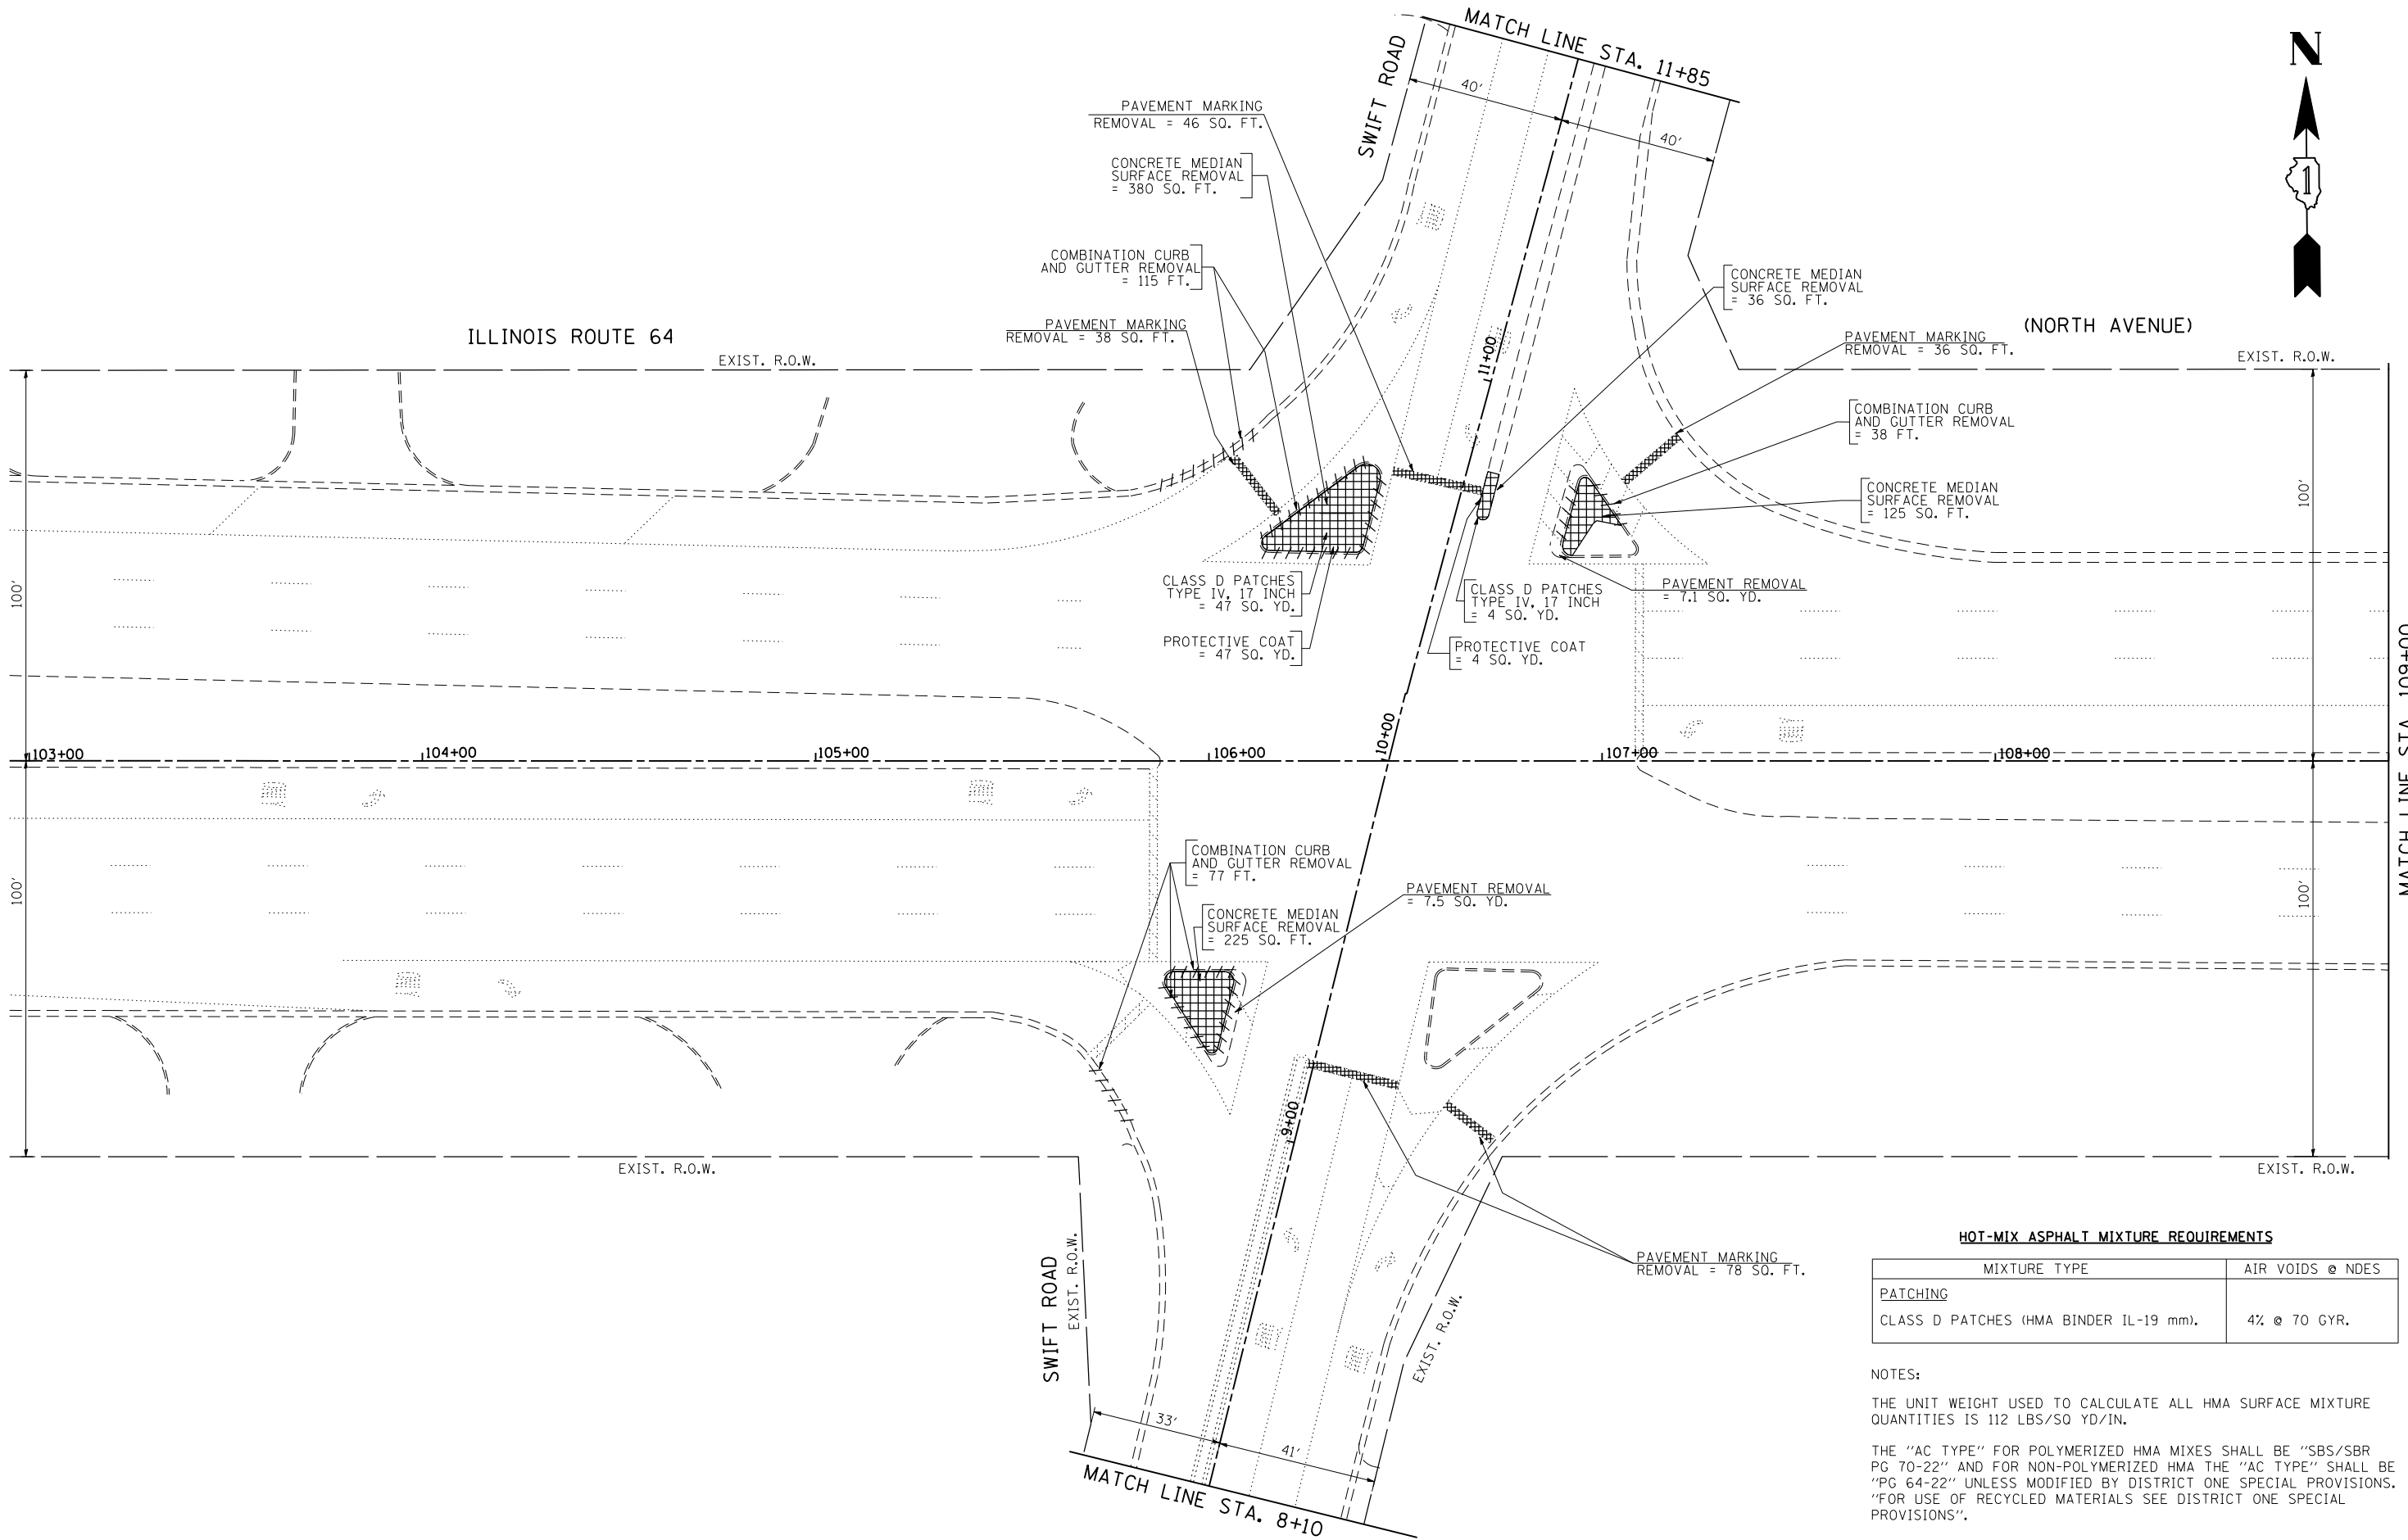 MATCH LINE STA. 11+85
SWIFT ROAD
40'
40'
N
1
PAVEMENT MARKING
REMOVAL = 46 SQ. FT.
CONCRETE MEDIAN
SURFACE REMOVAL
= 380 SQ. FT.
COMBINATION CURB
AND GUTTER REMOVAL
= 115 FT.
PAVEMENT MARKING
REMOVAL = 38 SQ. FT.
CONCRETE MEDIAN
SURFACE REMOVAL
= 36 SQ. FT.
ILLINOIS ROUTE 64
(NORTH AVENUE)
PAVEMENT MARKING
REMOVAL = 36 SQ. FT.
EXIST. R.O.W.
EXIST. R.O.W.
11+00
COMBINATION CURB
AND GUTTER REMOVAL
= 38 FT.
CONCRETE MEDIAN
SURFACE REMOVAL
= 125 SQ. FT.
100'
100'
CLASS D PATCHES
TYPE IV, 17 INCH
= 47 SQ. YD.
CLASS D PATCHES
TYPE IV, 17 INCH
= 4 SQ. YD.
PAVEMENT REMOVAL
= 7.1 SQ. YD.
PROTECTIVE COAT
= 47 SQ. YD.
PROTECTIVE COAT
= 4 SQ. YD.
MATCH LINE STA 109+00
10+00
103+00
104+00
105+00
106+00
107+00
108+00
COMBINATION CURB
AND GUTTER REMOVAL
= 77 FT.
PAVEMENT REMOVAL
= 7.5 SQ. YD.
100'
100'
CONCRETE MEDIAN
SURFACE REMOVAL
= 225 SQ. FT.
9+00
EXIST. R.O.W.
EXIST. R.O.W.
SWIFT ROAD
EXIST. R.O.W.
EXIST. R.O.W.
PAVEMENT MARKING
REMOVAL = 78 SQ. FT.
33'
41'
MATCH LINE STA. 8+10
HOT-MIX ASPHALT MIXTURE REQUIREMENTS
MIXTURE TYPE AIR VOIDS @ NDES
PATCHING
CLASS D PATCHES (HMA BINDER IL-19 mm). 4% @ 70 GYR.
NOTES:
THE UNIT WEIGHT USED TO CALCULATE ALL HMA SURFACE MIXTURE
QUANTITIES IS 112 LBS/SQ YD/IN.
THE "AC TYPE" FOR POLYMERIZED HMA MIXES SHALL BE "SBS/SBR
PG 70-22" AND FOR NON-POLYMERIZED HMA THE "AC TYPE" SHALL BE
"PG 64-22" UNLESS MODIFIED BY DISTRICT ONE SPECIAL PROVISIONS.
"FOR USE OF RECYCLED MATERIALS SEE DISTRICT ONE SPECIAL
PROVISIONS".